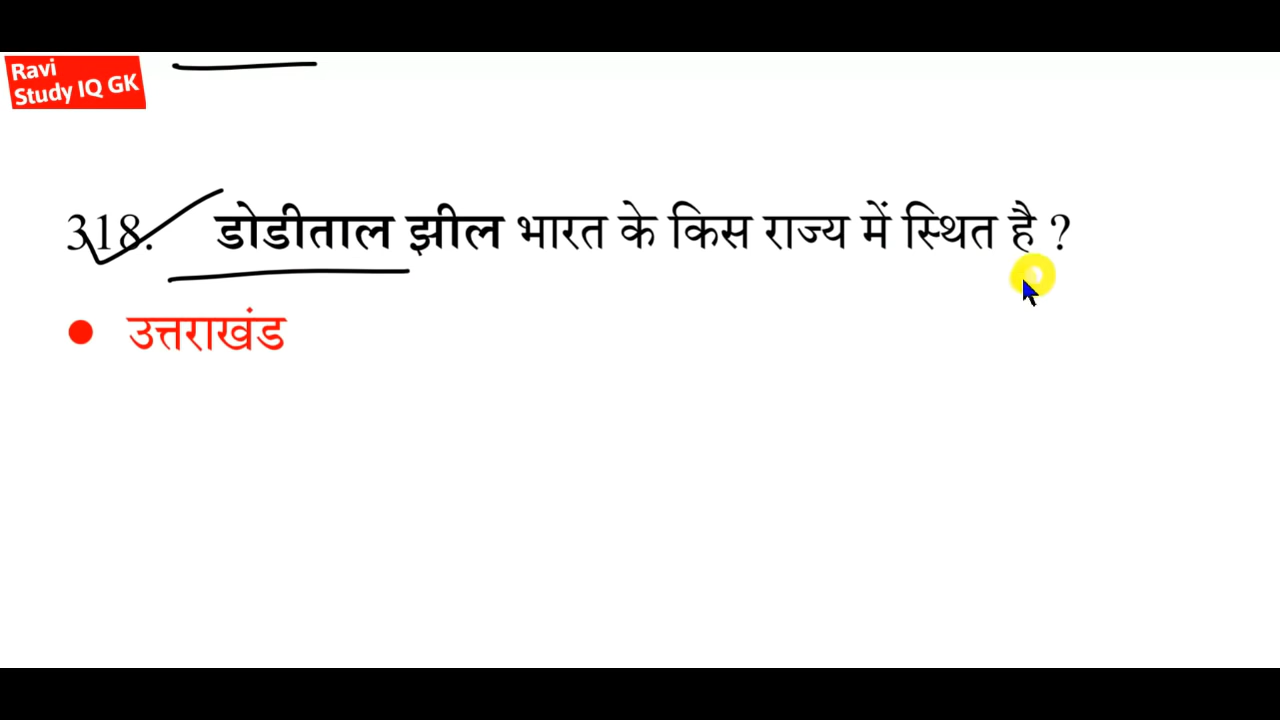 Ravi
Study IQ GK
318. डोडीताल झील भारत के किस राज्य में स्थित है ?
● उत्तराखंड